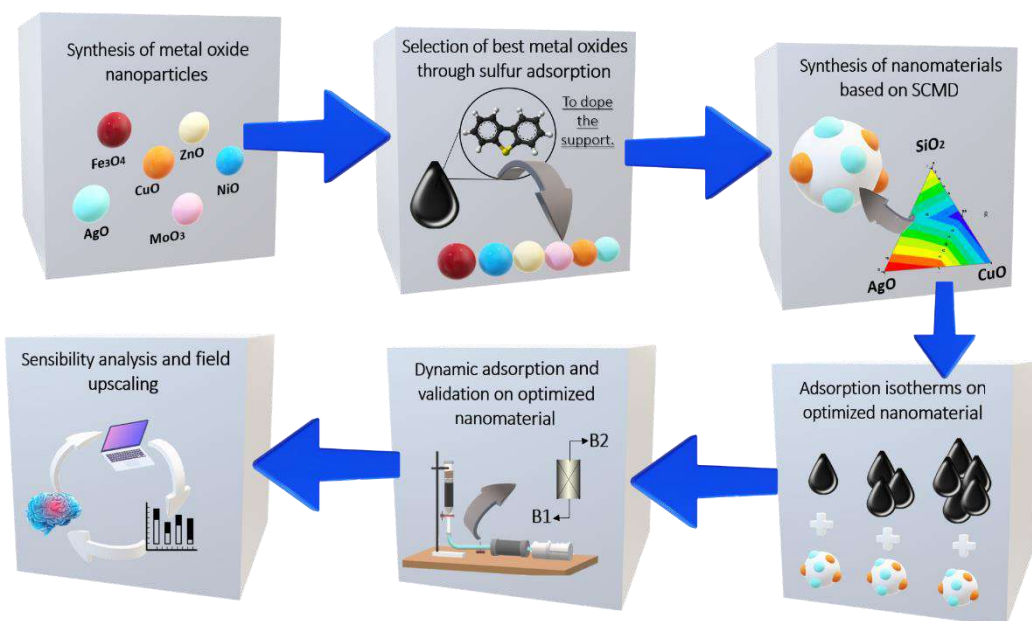 Synthesis of metal oxide
nanoparticles
Fe₃O₄
ZnO
CuO
NiO
AgO
MoO₃
Selection of best metal oxides
through sulfur adsorption
To dope
the
support.
Synthesis of nanomaterials
based on SCMD
SiO₂
AgO
CuO
Adsorption isotherms on
optimized nanomaterial
Dynamic adsorption and
validation on optimized
nanomaterial
B2
B1
Sensibility analysis and field
upscaling